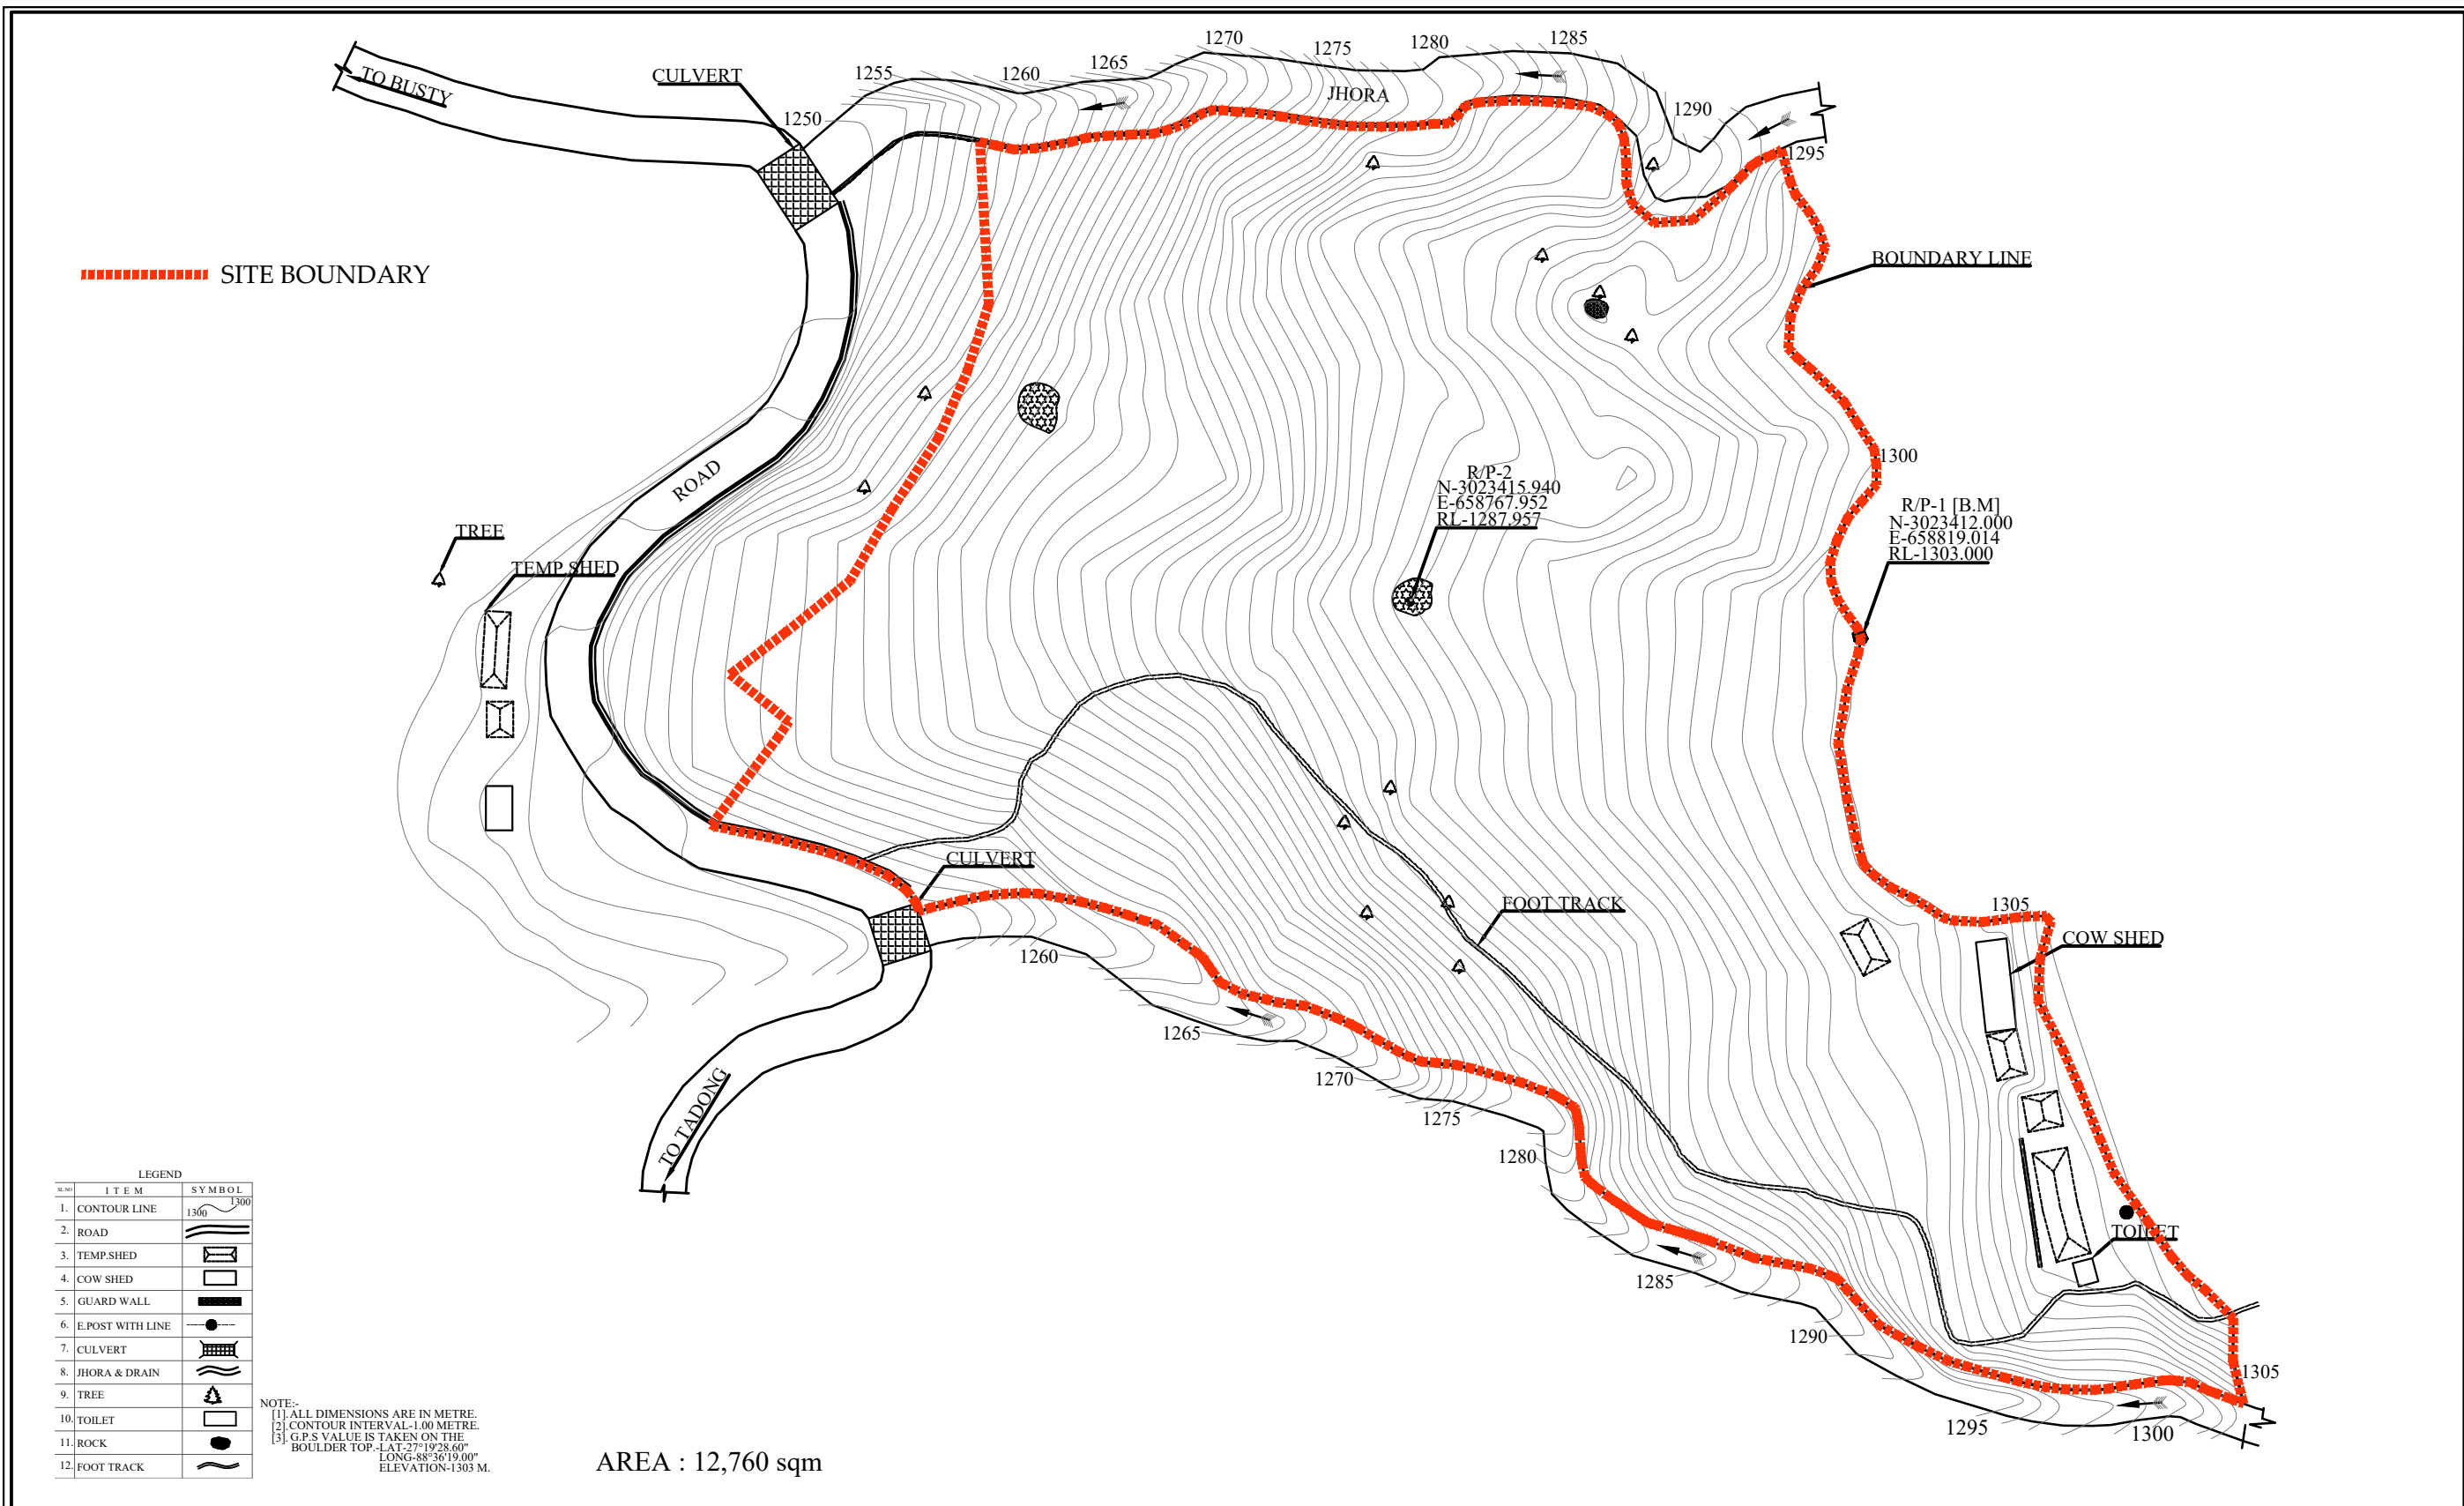 1270
1275
1280
1285
CULVERT
1255
1260
1265
TO BUSTY
JHORA
1250
1290
1295
SITE BOUNDARY
BOUNDARY LINE
1300
ROAD
R/P-2
N-3023415.940
E-658767.952
RL-1287.957
R/P-1 [B.M]
N-3023412.000
E-658819.014
RL-1303.000
TREE
TEMP.SHED
CULVERT
FOOT TRACK
1305
COW SHED
1260
1265
1270
1275
1280
TO TADONG
1285
TOILET
1290
1305
1295
1300
LEGEND
SL.NO ITEM SYMBOL
1. CONTOUR LINE 1300 1300
2. ROAD
3. TEMP.SHED
4. COW SHED
5. GUARD WALL
6. E.POST WITH LINE
7. CULVERT
8. JHORA & DRAIN
9. TREE
10. TOILET
11. ROCK
12. FOOT TRACK
NOTE:-
[1]. ALL DIMENSIONS ARE IN METRE.
[2]. CONTOUR INTERVAL-1.00 METRE.
[3]. G.P.S VALUE IS TAKEN ON THE
BOULDER TOP.-LAT-27°19'28.60"
LONG-88°36'19.00"
ELEVATION-1303 M.
AREA : 12,760 sqm